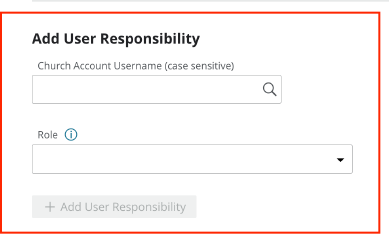 Add User Responsibility
Church Account Username (case sensitive)
Role
+ Add User Responsibility